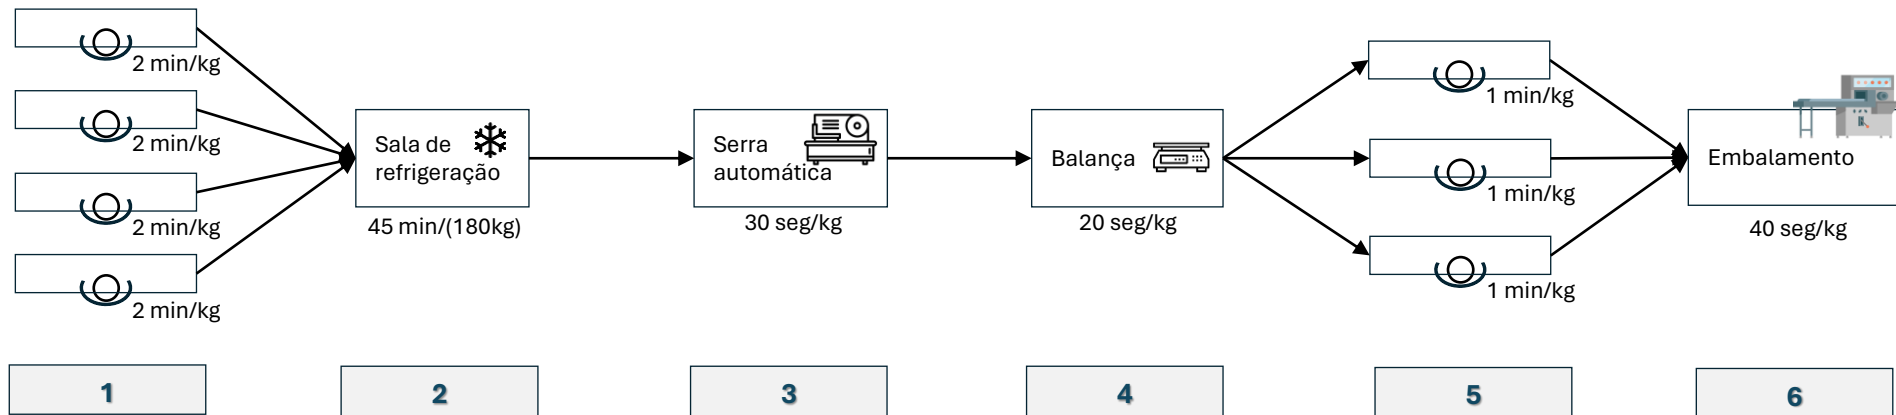 2 min/kg
2 min/kg
2 min/kg
2 min/kg
Sala de
refrigeração
45 min/(180kg)
Serra
automática
30 seg/kg
Balança
20 seg/kg
1 min/kg
1 min/kg
1 min/kg
Embalamento
40 seg/kg
1
2
3
4
5
6